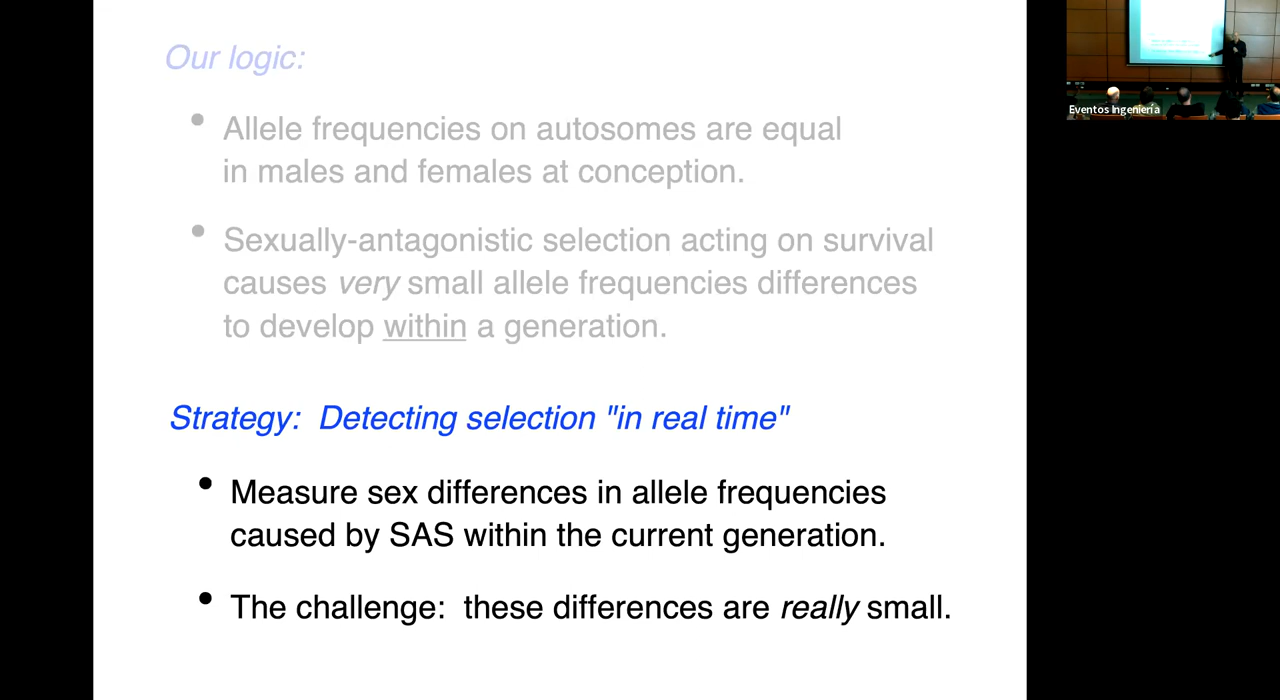 Our logic:
• Allele frequencies on autosomes are equal
in males and females at conception.
• Sexually-antagonistic selection acting on survival
causes very small allele frequencies differences
to develop within a generation.
Strategy: Detecting selection "in real time"
• Measure sex differences in allele frequencies
caused by SAS within the current generation.
• The challenge: these differences are really small.
Eventos Ingeniería